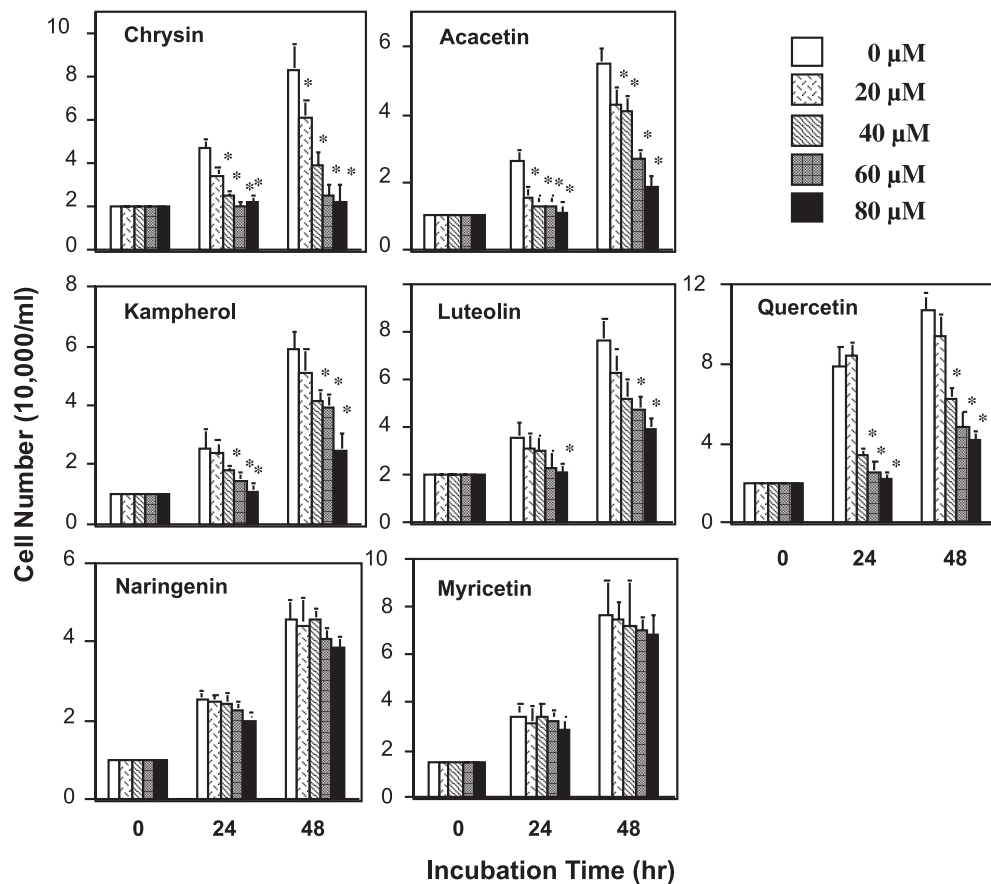 Chrysin
10
8
6
4
2
0
Acacetin
6
4
2
0
0 µM
20 µM
40 µM
60 µM
80 µM
Cell Number (10,000/ml)
Kampherol
8
6
4
2
0
Luteolin
8
6
4
2
0
Quercetin
12
8
4
0
0 24 48
Naringenin
6
4
2
0
0 24 48
Myricetin
10
8
6
4
2
0
0 24 48
Incubation Time (hr)